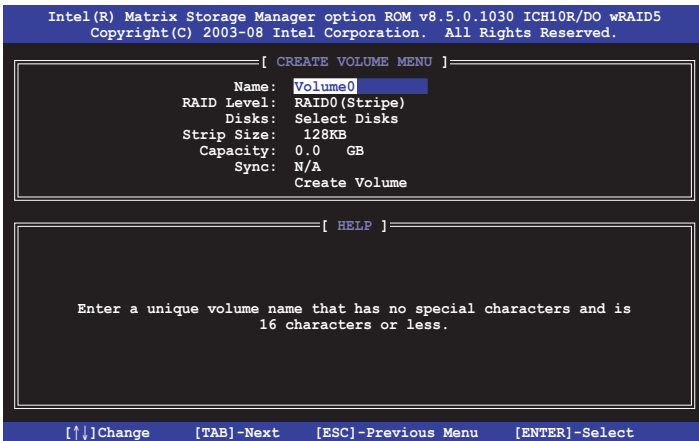 Intel(R) Matrix Storage Manager option ROM v8.5.0.1030 ICH10R/DO wRAID5
Copyright(C) 2003-08 Intel Corporation. All Rights Reserved.
[ CREATE VOLUME MENU ]
Name: Volume0
RAID Level: RAID0(Stripe)
Disks: Select Disks
Strip Size: 128KB
Capacity: 0.0 GB
Sync: N/A
Create Volume
[ HELP ]
Enter a unique volume name that has no special characters and is
16 characters or less.
[↑↓]Change [TAB]-Next [ESC]-Previous Menu [ENTER]-Select